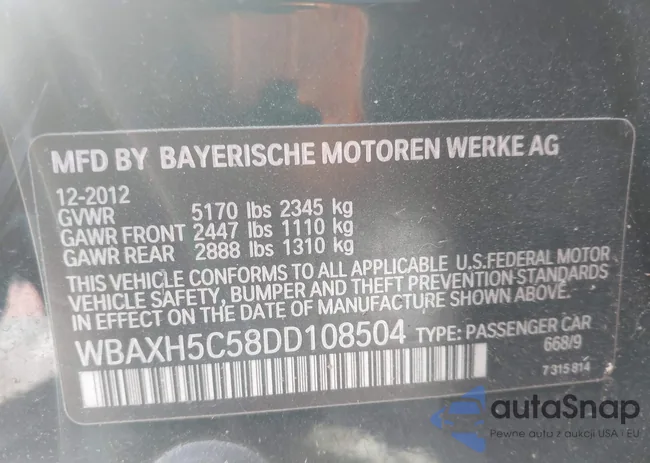 MFD BY BAYERISCHE MOTOREN WERKE AG
12-2012
GVWR 5170 lbs 2345 kg
GAWR FRONT 2447 lbs 1110 kg
GAWR REAR 2888 lbs 1310 kg
THIS VEHICLE CONFORMS TO ALL APPLICABLE U.S.FEDERAL MOTOR
VEHICLE SAFETY, BUMPER AND THEFT PREVENTION STANDARDS
IN EFFECT ON THE DATE OF MANUFACTURE SHOWN ABOVE.
WBAXH5C58DD108504 TYPE: PASSENGER CAR
668/9
7315814
autaSnap
Pewne auto z aukcji USA i EU